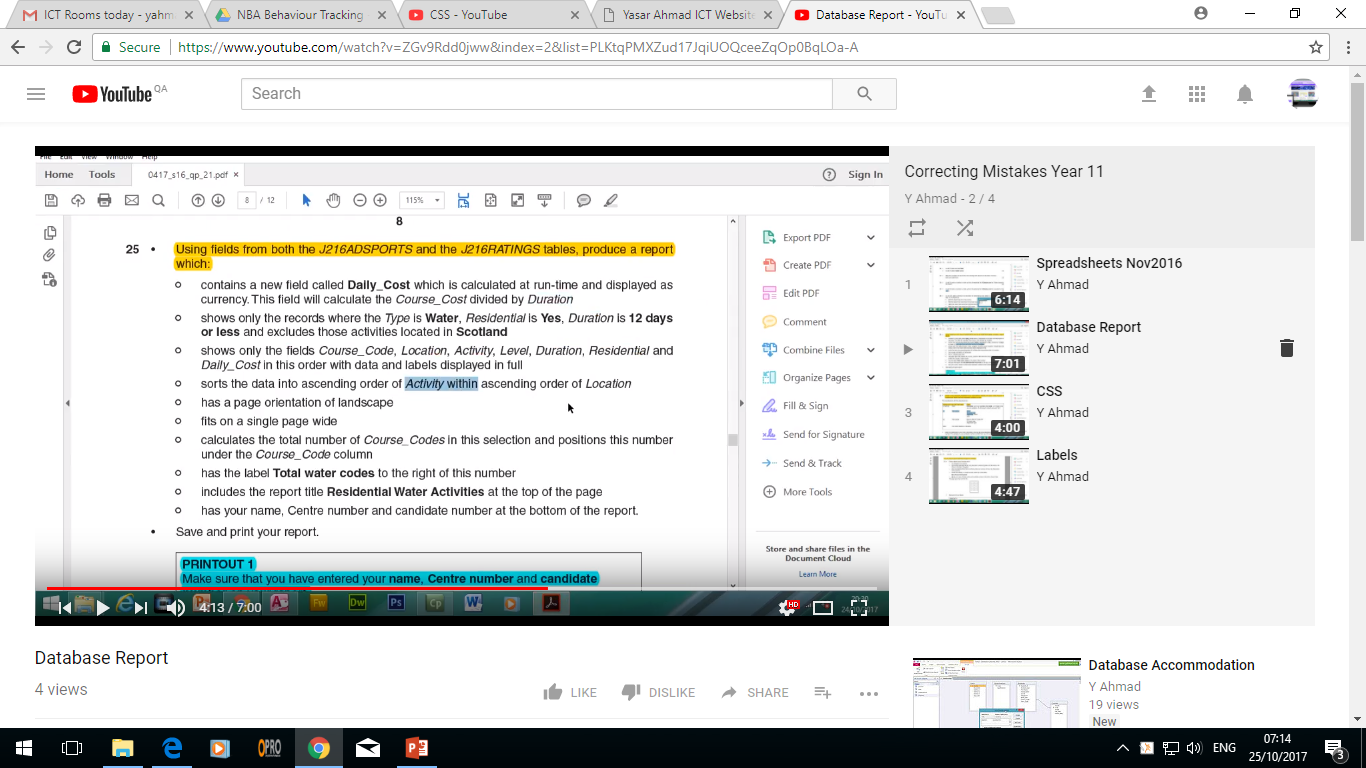 ICT Rooms today - yahm
NBA Behaviour Tracking
CSS - YouTube
Yasar Ahmad ICT Website
Database Report - YouTu
Secure https://www.youtube.com/watch?v=ZGv9Rdd0jww&index=2&list=PLKtqPMXZud17JqiUOQceeZqOp0BqLOa-A
YouTube QA
Search
File Edit View Window Help
Home Tools 0417_s16_qp_21.pdf Sign In
8 / 12 115%
8
25 • Using fields from both the J216ADSPORTS and the J216RATINGS tables, produce a report
which:
o contains a new field called Daily_Cost which is calculated at run-time and displayed as
currency. This field will calculate the Course_Cost divided by Duration
o shows only the records where the Type is Water, Residential is Yes, Duration is 12 days
or less and excludes those activities located in Scotland
o shows only the fields Course_Code, Location, Activity, Level, Duration, Residential and
Daily_Cost in this order with data and labels displayed in full
o sorts the data into ascending order of Activity within ascending order of Location
o has a page orientation of landscape
o fits on a single page wide
o calculates the total number of Course_Codes in this selection and positions this number
under the Course_Code column
o has the label Total water codes to the right of this number
o includes the report title Residential Water Activities at the top of the page
o has your name, Centre number and candidate number at the bottom of the report.
• Save and print your report.
PRINTOUT 1
Make sure that you have entered your name, Centre number and candidate
Export PDF
Create PDF
Edit PDF
Comment
Combine Files
Organize Pages
Fill & Sign
Send for Signature
Send & Track
More Tools
Store and share files in the
Document Cloud
Learn More
4:13 / 7:00
HD
24/10/2017
Correcting Mistakes Year 11
Y Ahmad - 2 / 4
1
Spreadsheets Nov2016
Y Ahmad
6:14
Database Report
Y Ahmad
7:01
3
CSS
Y Ahmad
4:00
4
Labels
Y Ahmad
4:47
Database Report
4 views
LIKE DISLIKE SHARE
Database Accommodation
Y Ahmad
19 views
New
OPRO
ENG
07:14
25/10/2017
3